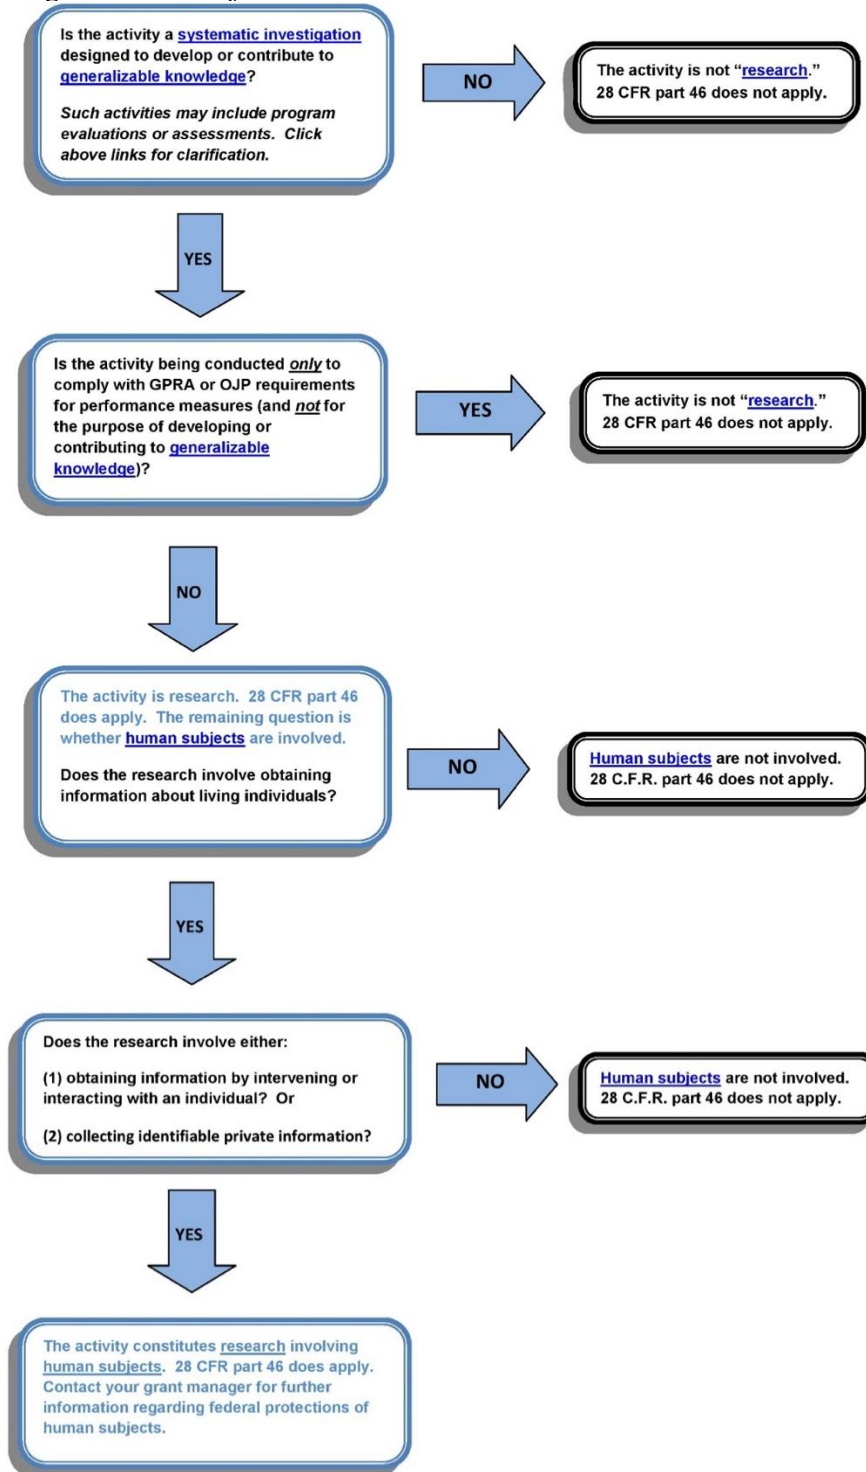 Is the activity a systematic investigation
designed to develop or contribute to
generalizable knowledge?
Such activities may include program
evaluations or assessments.  Click
above links for clarification.
NO
The activity is not “research.”
28 CFR part 46 does not apply.
YES
Is the activity being conducted only to
comply with GPRA or OJP requirements
for performance measures (and not for
the purpose of developing or
contributing to generalizable
knowledge)?
YES
The activity is not “research.”
28 CFR part 46 does not apply.
NO
The activity is research.  28 CFR part 46
does apply.  The remaining question is
whether human subjects are involved.
Does the research involve obtaining
information about living individuals?
NO
Human subjects are not involved.
28 C.F.R. part 46 does not apply.
YES
Does the research involve either:
(1) obtaining information by intervening or
interacting with an individual?  Or
(2) collecting identifiable private information?
NO
Human subjects are not involved.
28 C.F.R. part 46 does not apply.
YES
The activity constitutes research involving
human subjects.  28 CFR part 46 does apply.
Contact your grant manager for further
information regarding federal protections of
human subjects.